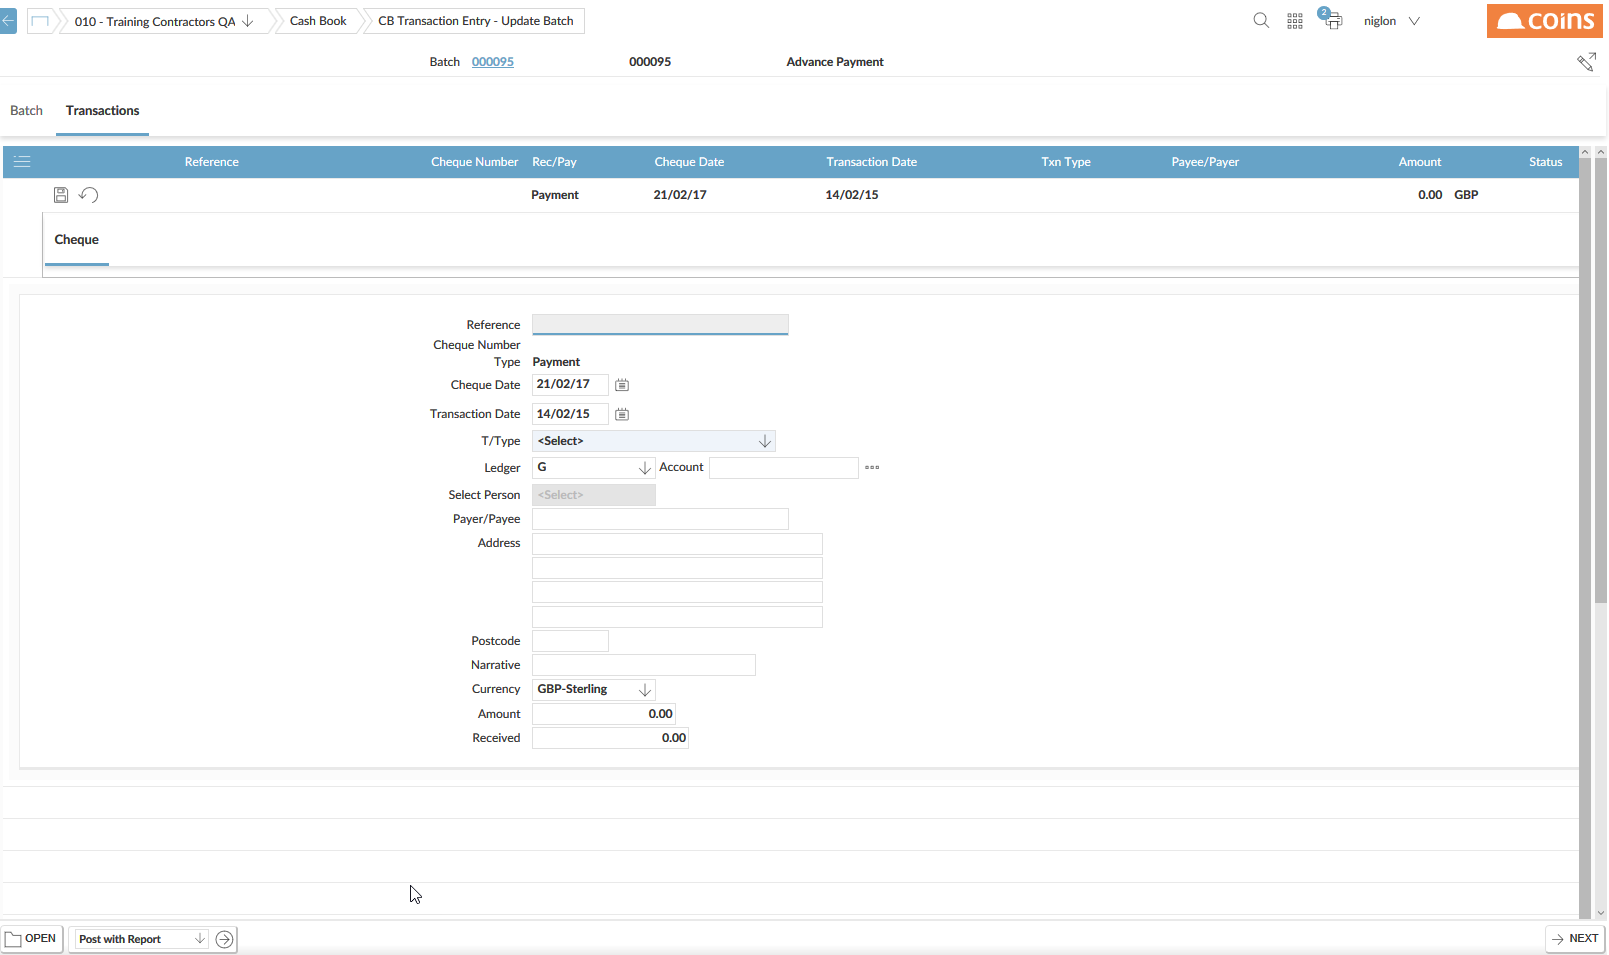 010 - Training Contractors QA Cash Book CB Transaction Entry - Update Batch 2 niglon coins
Batch 000095 000095 Advance Payment
Batch Transactions
Reference Cheque Number Rec/Pay Cheque Date Transaction Date Txn Type Payee/Payer Amount Status
Payment 21/02/17 14/02/15 0.00 GBP
Cheque
Reference
Cheque Number
Type Payment
Cheque Date 21/02/17
Transaction Date 14/02/15
T/Type <Select>
Ledger G Account
Select Person <Select>
Payer/Payee
Address
Postcode
Narrative
Currency GBP-Sterling
Amount 0.00
Received 0.00
OPEN Post with Report NEXT